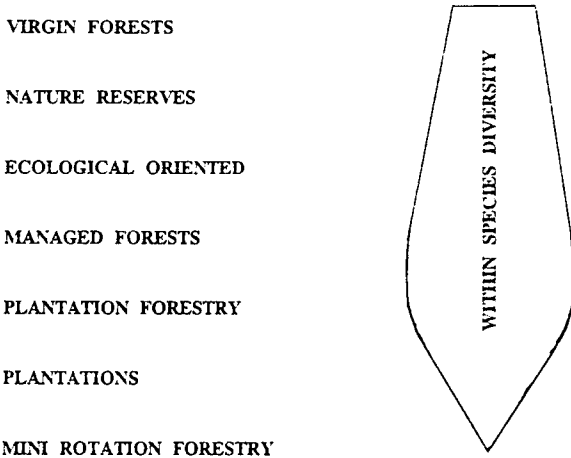 VIRGIN FORESTS
NATURE RESERVES
ECOLOGICAL ORIENTED
MANAGED FORESTS
PLANTATION FORESTRY
PLANTATIONS
MINI ROTATION FORESTRY
WITHIN SPECIES DIVERSITY